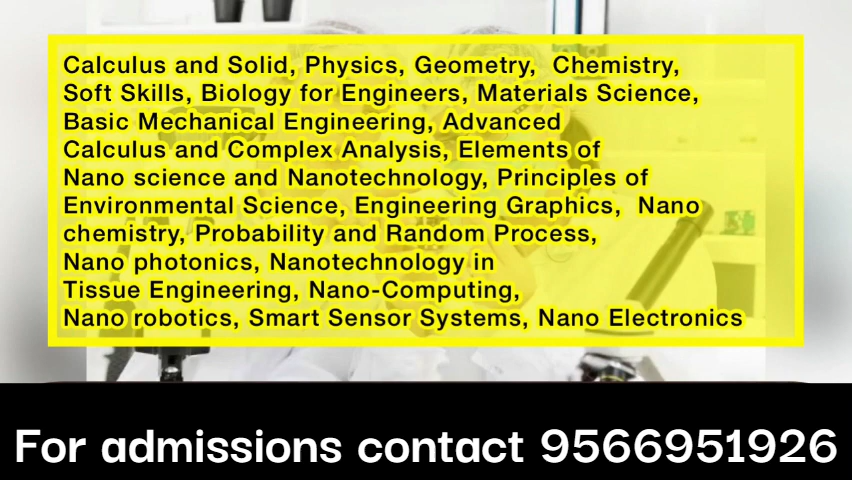 Calculus and Solid, Physics, Geometry, Chemistry,
Soft Skills, Biology for Engineers, Materials Science,
Basic Mechanical Engineering, Advanced
Calculus and Complex Analysis, Elements of
Nano science and Nanotechnology, Principles of
Environmental Science, Engineering Graphics, Nano
chemistry, Probability and Random Process,
Nano photonics, Nanotechnology in
Tissue Engineering, Nano-Computing,
Nano robotics, Smart Sensor Systems, Nano Electronics
For admissions contact 9566951926